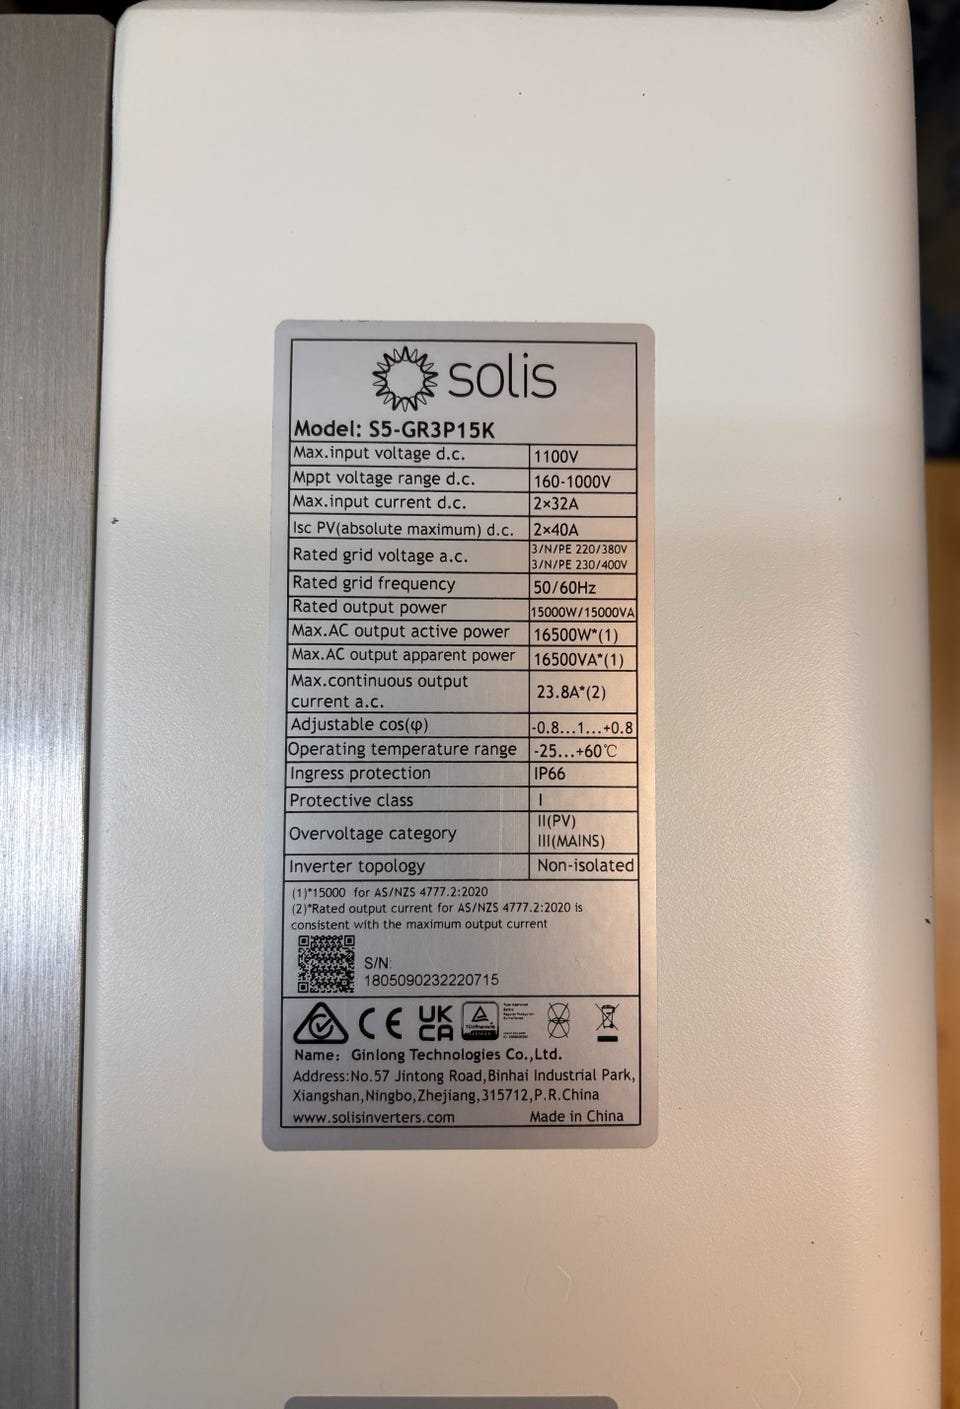 solis
Model: S5-GR3P15K
Max.input voltage d.c. 1100V
Mppt voltage range d.c. 160-1000V
Max.input current d.c. 2×32A
Isc PV(absolute maximum) d.c. 2×40A
Rated grid voltage a.c. 3/N/PE 220/380V
3/N/PE 230/400V
Rated grid frequency 50/60Hz
Rated output power 15000W/15000VA
Max.AC output active power 16500W*(1)
Max.AC output apparent power 16500VA*(1)
Max.continuous output
current a.c. 23.8A*(2)
Adjustable cos(φ) -0.8...1...+0.8
Operating temperature range -25...+60℃
Ingress protection IP66
Protective class I
Overvoltage category II(PV)
III(MAINS)
Inverter topology Non-isolated
(1)*15000 for AS/NZS 4777.2:2020
(2)*Rated output current for AS/NZS 4777.2:2020 is
consistent with the maximum output current
S/N:
1805090232220715
CE UK
CA
Name: Ginlong Technologies Co.,Ltd.
Address:No.57 Jintong Road,Binhai Industrial Park,
Xiangshan,Ningbo,Zhejiang,315712,P.R.China
www.solisinverters.com Made in China